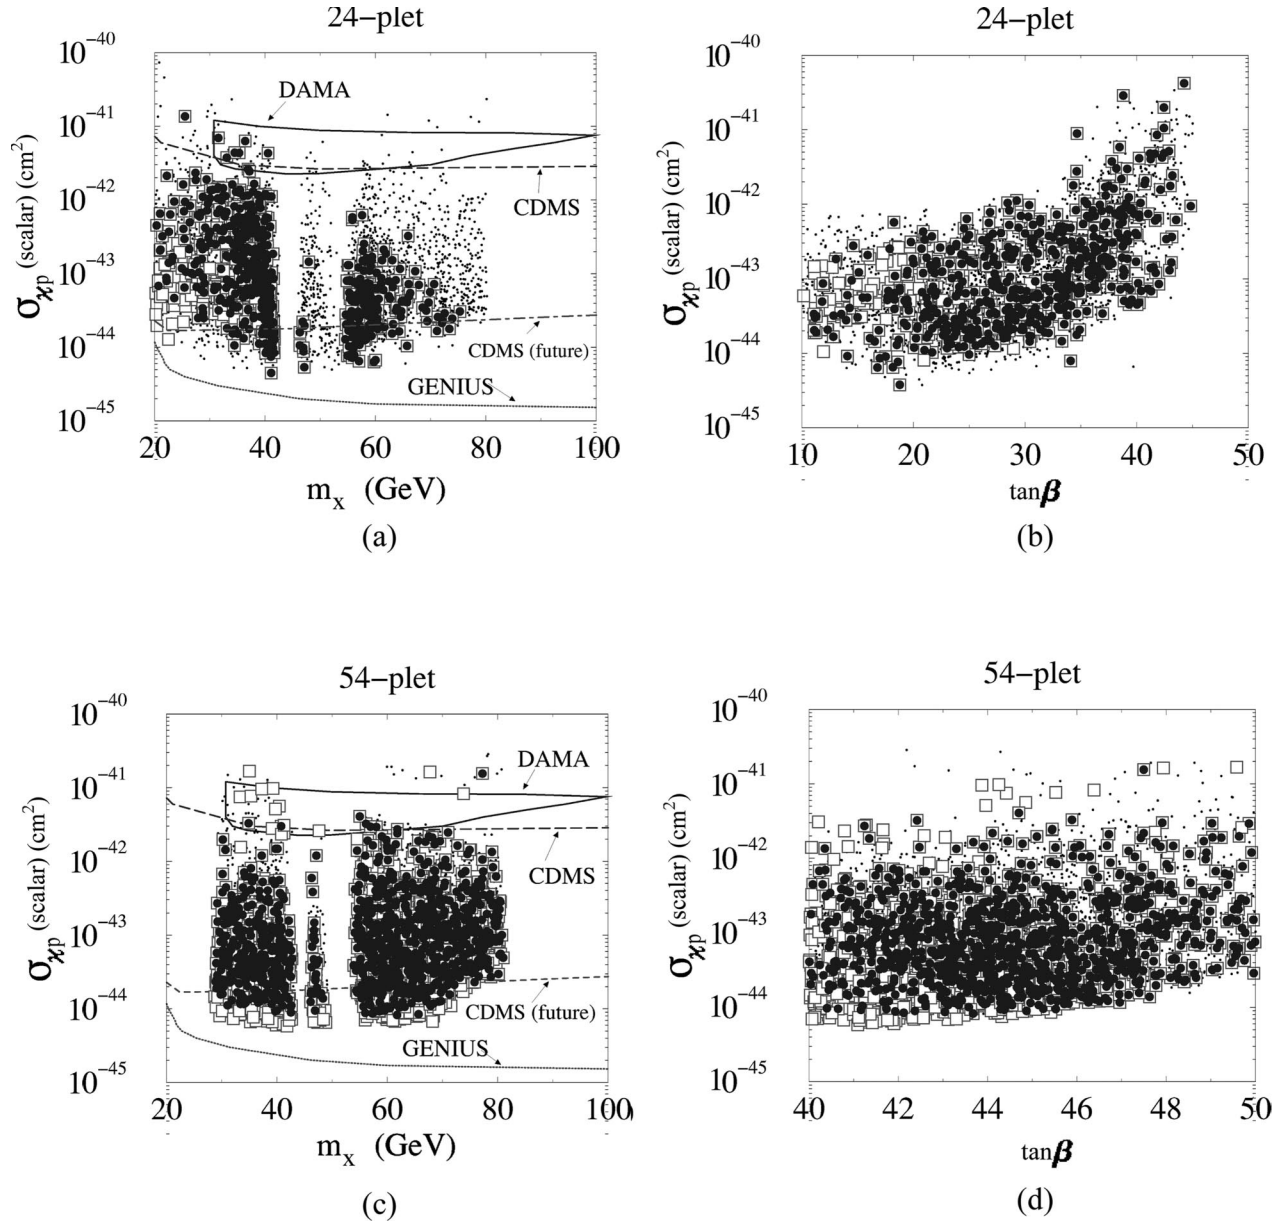 24−plet
10⁻⁴⁰
10⁻⁴¹
10⁻⁴²
10⁻⁴³
10⁻⁴⁴
10⁻⁴⁵
σχp (scalar) (cm²)
DAMA
CDMS
CDMS (future)
GENIUS
20 40 60 80 100
mχ (GeV)
(a)
24−plet
10⁻⁴⁰
10⁻⁴¹
10⁻⁴²
10⁻⁴³
10⁻⁴⁴
10⁻⁴⁵
σχp (scalar) (cm²)
10 20 30 40 50
tanβ
(b)
54−plet
10⁻⁴⁰
10⁻⁴¹
10⁻⁴²
10⁻⁴³
10⁻⁴⁴
10⁻⁴⁵
σχp (scalar) (cm²)
DAMA
CDMS
CDMS (future)
GENIUS
20 40 60 80 100
mχ (GeV)
(c)
54−plet
10⁻⁴⁰
10⁻⁴¹
10⁻⁴²
10⁻⁴³
10⁻⁴⁴
10⁻⁴⁵
σχp (scalar) (cm²)
40 42 44 46 48 50
tanβ
(d)